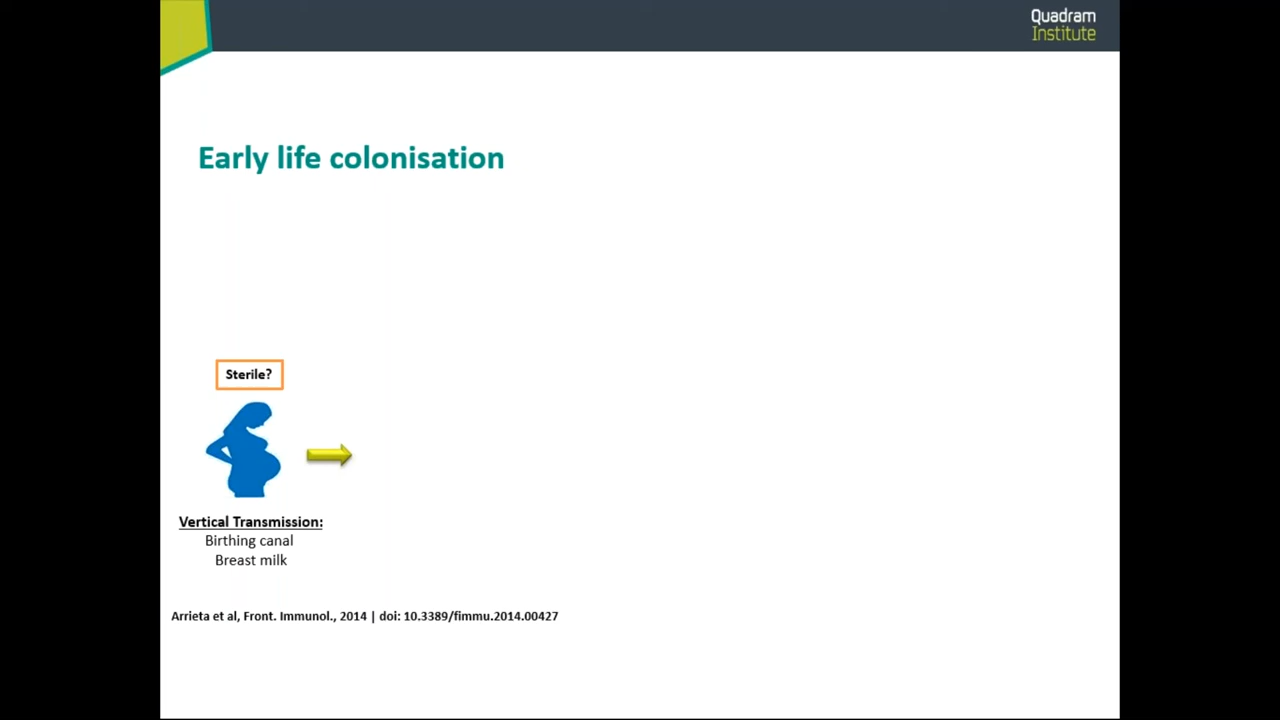 Quadram
Institute
Early life colonisation
Sterile?
Vertical Transmission:
Birthing canal
Breast milk
Arrieta et al, Front. Immunol., 2014 | doi: 10.3389/fimmu.2014.00427